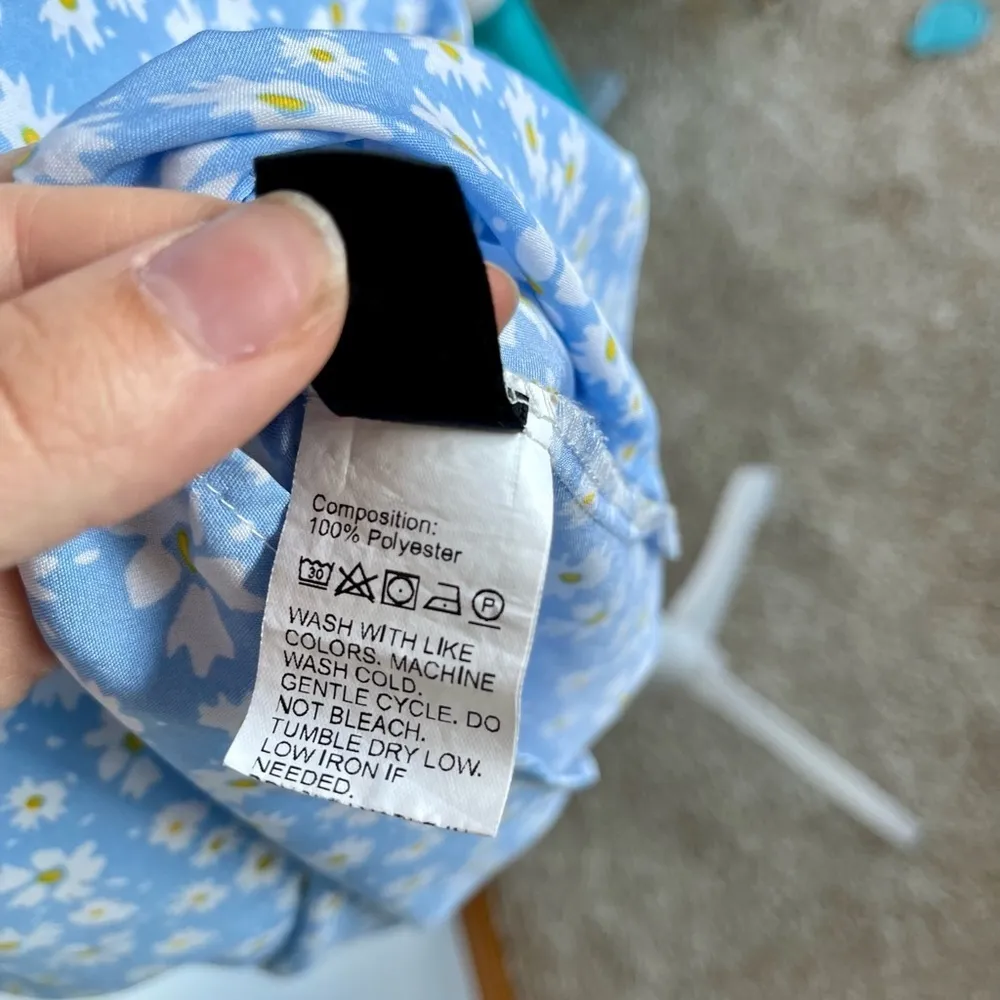 Composition:
100% Polyester
30 P
WASH WITH LIKE
COLORS. MACHINE
WASH COLD.
GENTLE CYCLE. DO
NOT BLEACH.
TUMBLE DRY LOW.
LOW IRON IF
NEEDED.